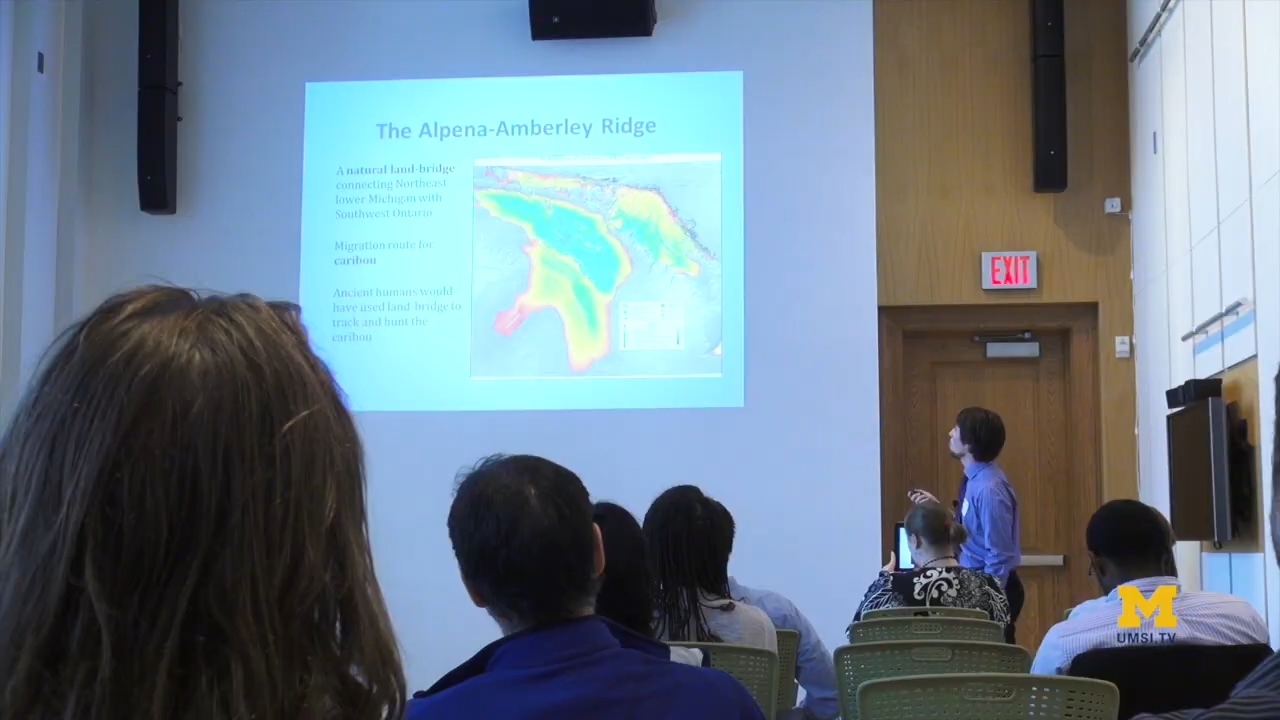 The Alpena-Amberley Ridge
A natural land-bridge
connecting Northeast
lower Michigan with
Southwest Ontario
Migration route for
caribou
Ancient humans would
have used land-bridge to
track and hunt the
caribou
EXIT
M
UMSI.TV